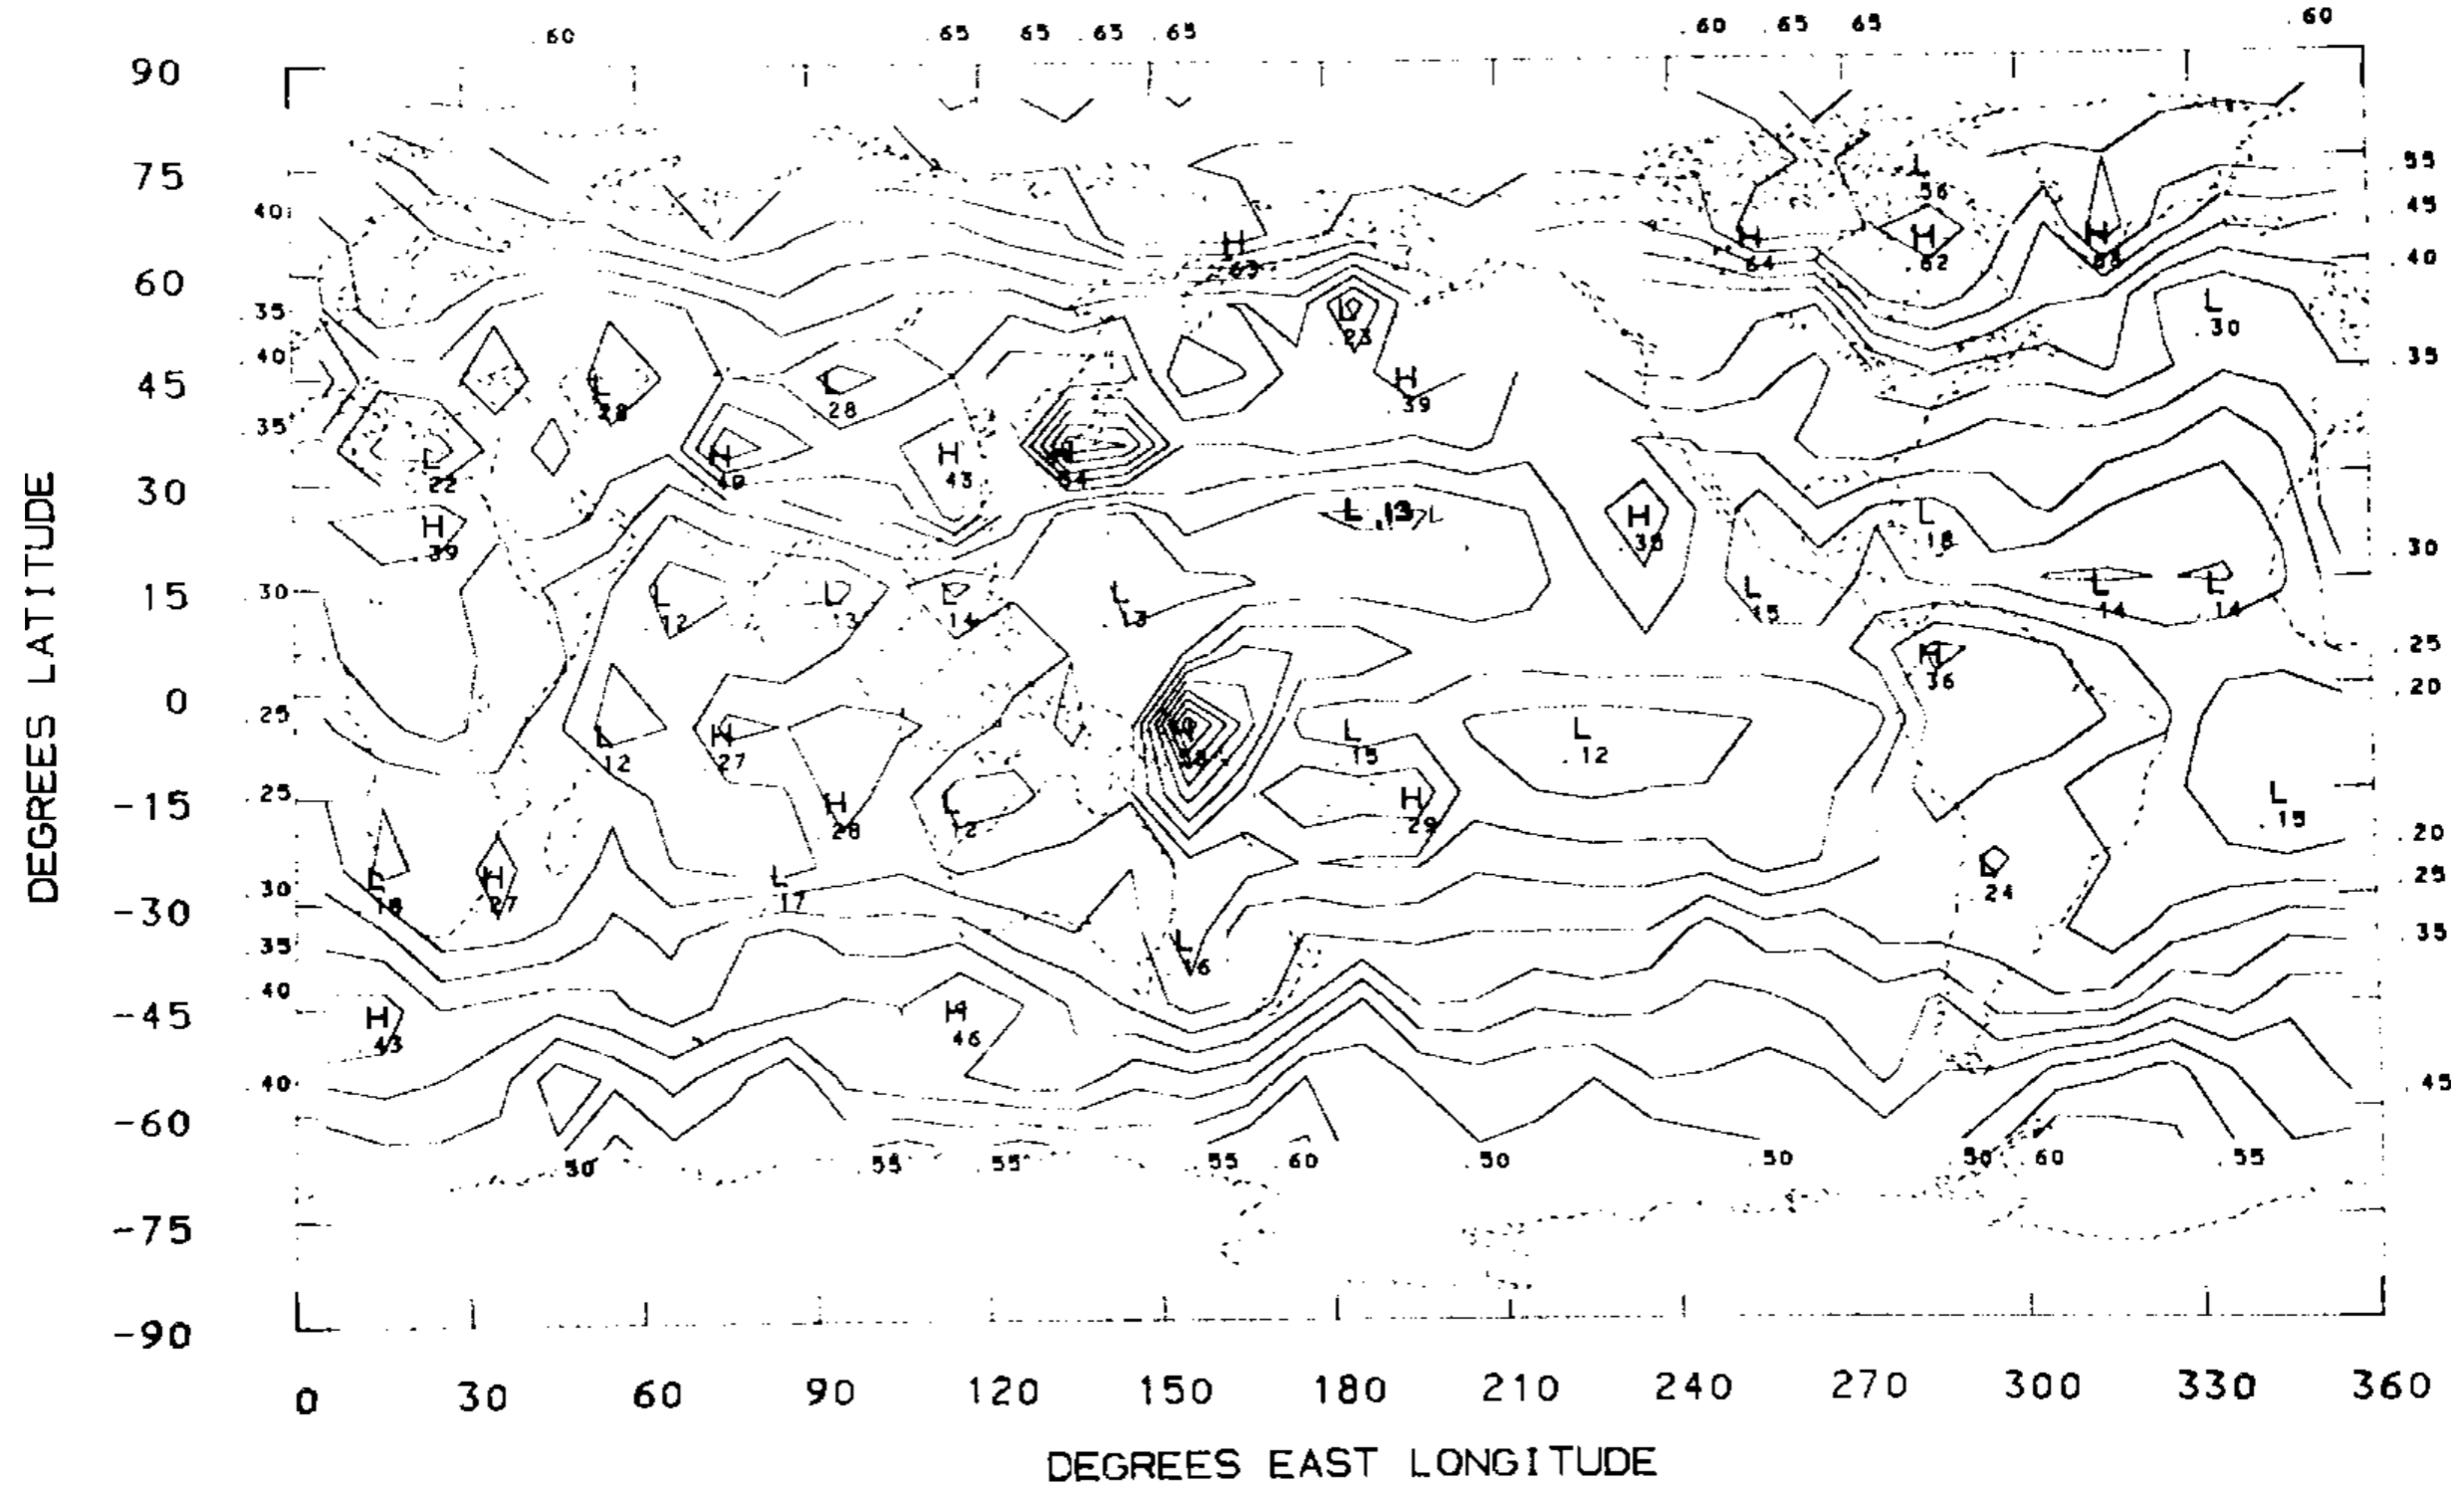 .60 .65 .65 .65 .65 .60 .65 .65 .60
90
75 .55
L
.56
40 .45
H H H H
.63 .64 .62 .40
60
L
.30
.35 L
.23
.40 .35
45 L L H
.28 .28 .39
.35
L H H H
.22 .40 .43 .54
30
H L .13 L H L
.39 .38 .18 .30
15 .30 L L L L L L L
.12 .13 .14 .13 .15 .14 .14
H .25
.36
0 .20
.25 L H H L L
.12 .27 .15 .12
-15 .25 H L H L
.28 .12 .29 .15
.20
L H L L
.27 .17 .24 .25
.30
-30
.35 L .35
.16
.40
-45 H H
.43 .46
.40 .45
-60
.50 .55 .55 .55 .60 .50 .50 .50 .60 .55
-75
-90
0 30 60 90 120 150 180 210 240 270 300 330 360
DEGREES EAST LONGITUDE
DEGREES LATITUDE